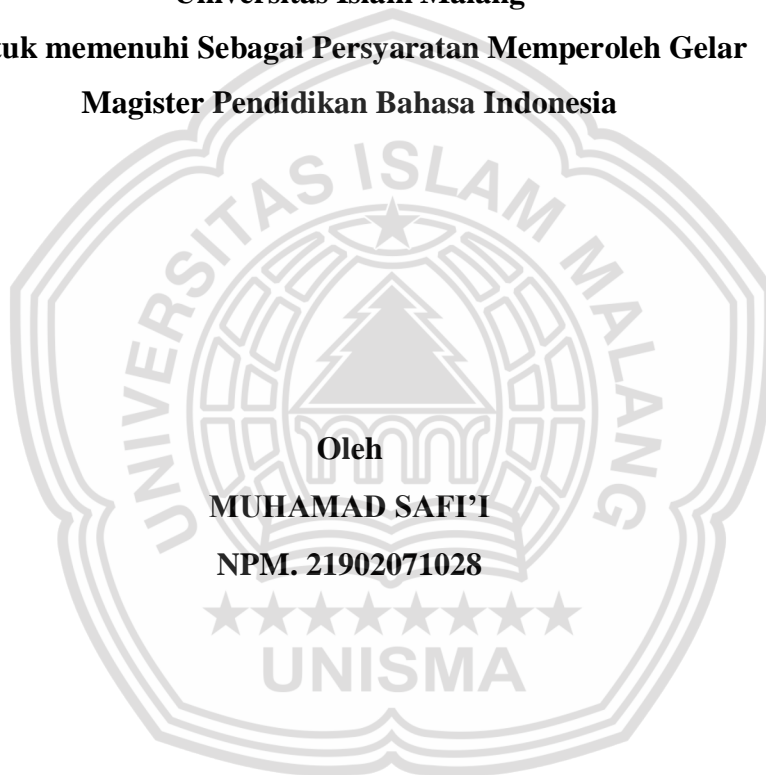 Universitas Islam Malang
tuk memenuhi Sebagai Persyaratan Memperoleh Gelar
Magister Pendidikan Bahasa Indonesia
UNIVERSITAS ISLAM MALANG
Oleh
MUHAMAD SAFI’I
NPM. 21902071028
UNISMA